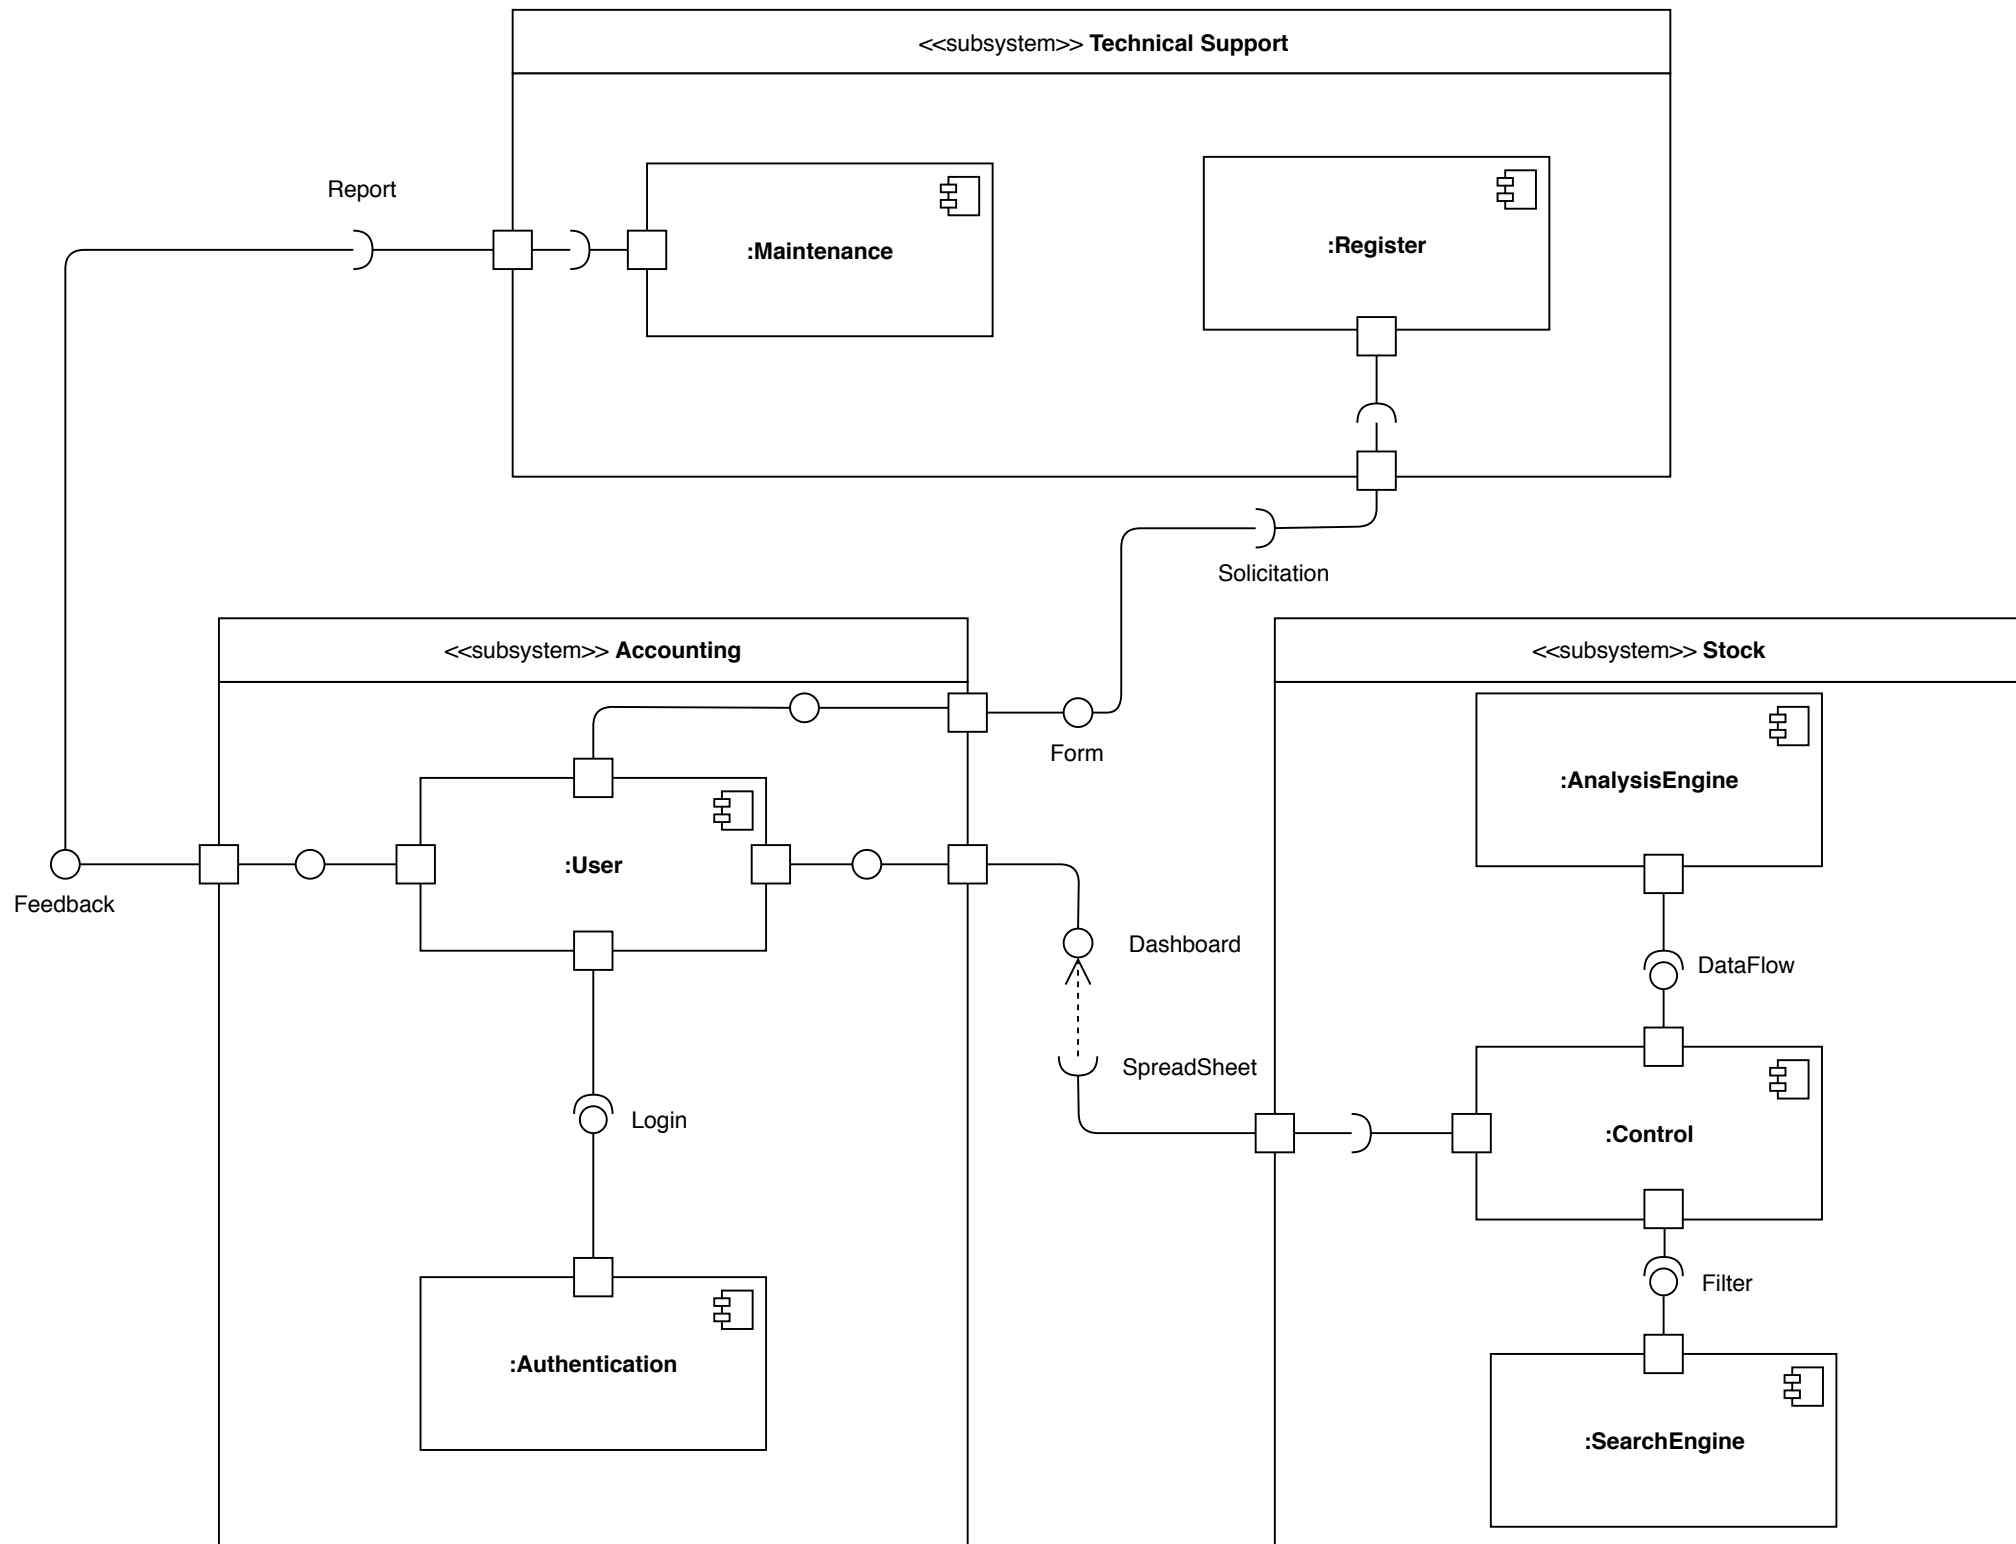 <<subsystem>> Technical Support
Report
:Maintenance
:Register
Solicitation
<<subsystem>> Accounting
<<subsystem>> Stock
Form
:AnalysisEngine
:User
Feedback
Dashboard
DataFlow
SpreadSheet
Login
:Control
Filter
:Authentication
:SearchEngine